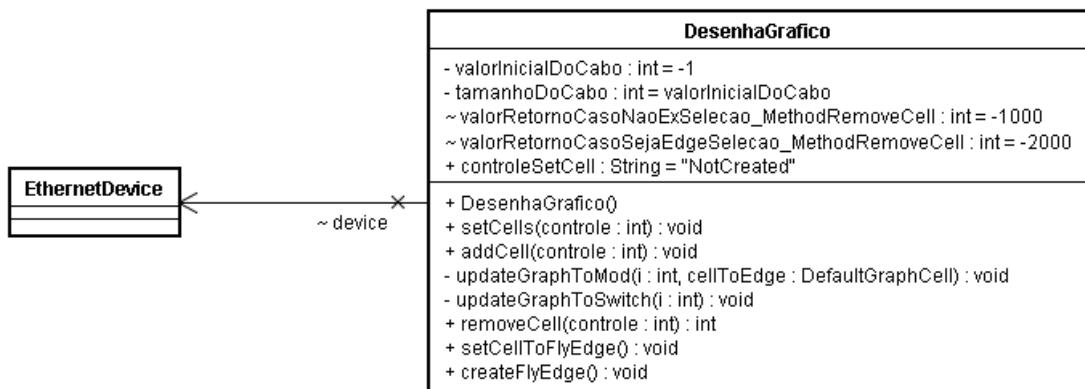 DesenhaGrafico
- valorInicialDoCabo : int = -1
- tamanhoDoCabo : int = valorInicialDoCabo
~ valorRetornoCasoNaoExSelecao_MethodRemoveCell : int = -1000
~ valorRetornoCasoSejaEdgeSelecao_MethodRemoveCell : int = -2000
+ controleSetCell : String = "NotCreated"
+ DesenhaGrafico()
+ setCells(controle : int) : void
+ addCell(controle : int) : void
- updateGraphToMod(i : int, cellToEdge : DefaultGraphCell) : void
- updateGraphToSwitch(i : int) : void
+ removeCell(controle : int) : int
+ setCellToFlyEdge() : void
+ createFlyEdge() : void
EthernetDevice
~ device